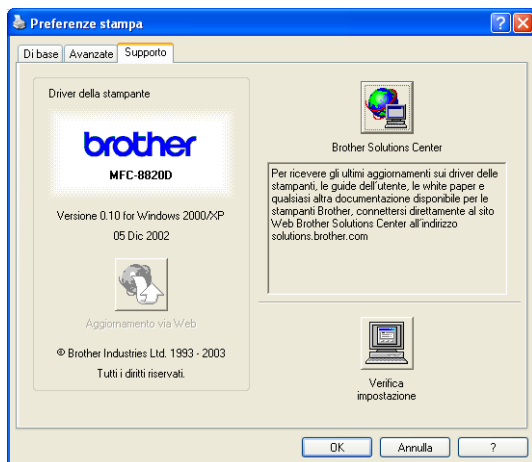 Preferenze stampa
?
Di base
Avanzate
Supporto
Driver della stampante
brother
MFC-8820D
Versione 0.10 for Windows 2000/XP
05 Dic 2002
Aggiornamento via Web
© Brother Industries Ltd. 1993 - 2003
Tutti i diritti riservati.
Brother Solutions Center
Per ricevere gli ultimi aggiornamenti sui driver delle
stampanti, le guide dell'utente, le white paper e
qualsiasi altra documentazione disponibile per le
stampanti Brother, connettersi direttamente al sito
Web Brother Solutions Center all'indirizzo
solutions.brother.com
Verifica
impostazione
OK
Annulla
?